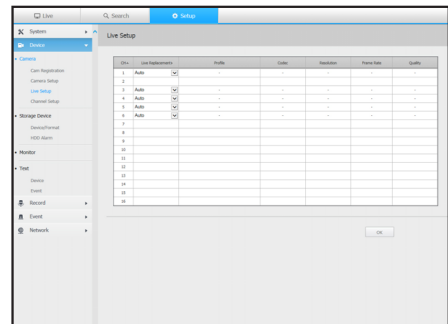 Live
Search
Setup
System
Device
Camera
Cam Registration
Camera Setup
Live Setup
Channel Setup
Storage Device
Device/Format
HDD Alarm
Monitor
Text
Device
Event
Record
Event
Network
Live Setup
CH Live Replacement Profile Codec Resolution Frame Rate Quality
1 Auto - - - - -
2
3 Auto - - - - -
4 Auto - - - - -
5 Auto - - - - -
6 Auto - - - - -
7
8
9
10
11
12
13
14
15
16
OK